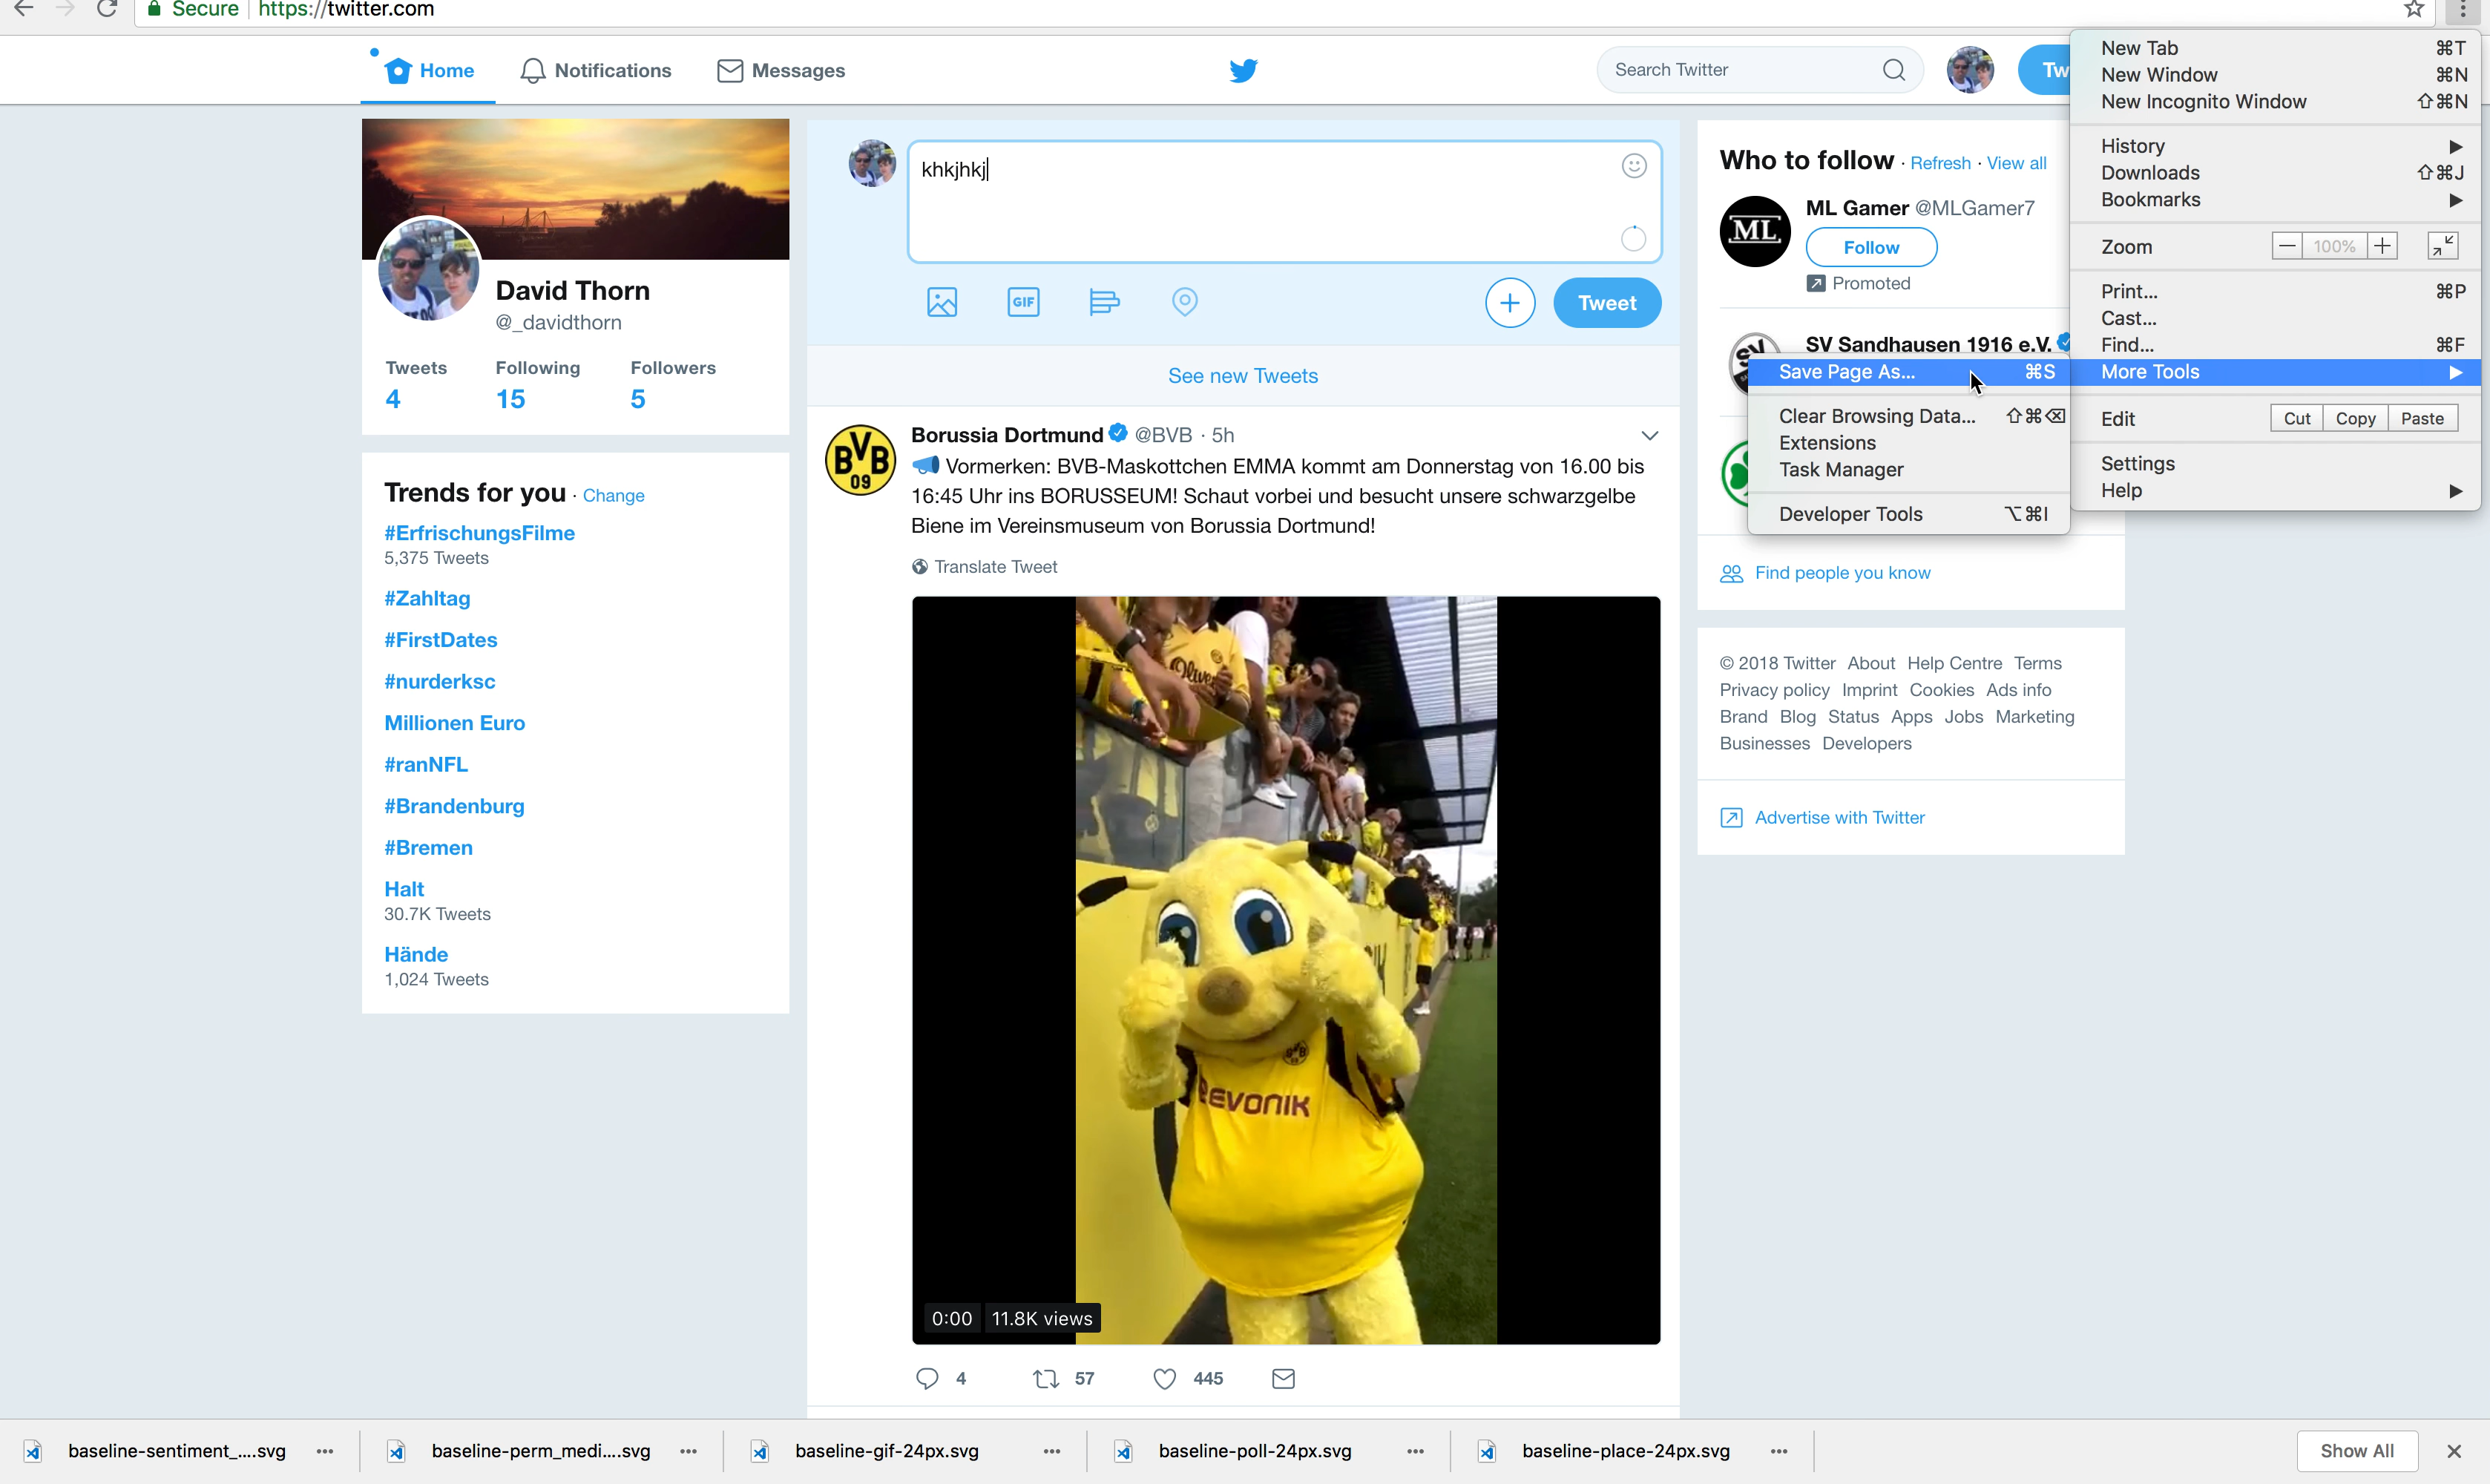 Secure https://twitter.com
Home Notifications Messages
Search Twitter
Tw
David Thorn
@_davidthorn
Tweets Following Followers
4 15 5
Trends for you · Change
#ErfrischungsFilme
5,375 Tweets
#Zahltag
#FirstDates
#nurderksc
Millionen Euro
#ranNFL
#Brandenburg
#Bremen
Halt
30.7K Tweets
Hände
1,024 Tweets
khkjhkj
GIF
Tweet
See new Tweets
BVB 09
Borussia Dortmund @BVB · 5h
Vormerken: BVB-Maskottchen EMMA kommt am Donnerstag von 16.00 bis
16:45 Uhr ins BORUSSEUM! Schaut vorbei und besucht unsere schwarzgelbe
Biene im Vereinsmuseum von Borussia Dortmund!
Translate Tweet
EVONIK
0:00 11.8K views
4 57 445
Who to follow · Refresh · View all
ML
ML Gamer @MLGamer7
Follow
Promoted
SV
SV Sandhausen 1916 e.V.
Find people you know
© 2018 Twitter About Help Centre Terms
Privacy policy Imprint Cookies Ads info
Brand Blog Status Apps Jobs Marketing
Businesses Developers
Advertise with Twitter
New Tab ⌘T
New Window ⌘N
New Incognito Window ⇧⌘N
History ▶
Downloads ⇧⌘J
Bookmarks ▶
Zoom − 100% +
Print... ⌘P
Cast...
Find... ⌘F
More Tools ▶
Edit Cut Copy Paste
Settings
Help ▶
Save Page As... ⌘S
Clear Browsing Data... ⇧⌘⌫
Extensions
Task Manager
Developer Tools ⌥⌘I
baseline-sentiment_....svg baseline-perm_medi....svg baseline-gif-24px.svg baseline-poll-24px.svg baseline-place-24px.svg Show All